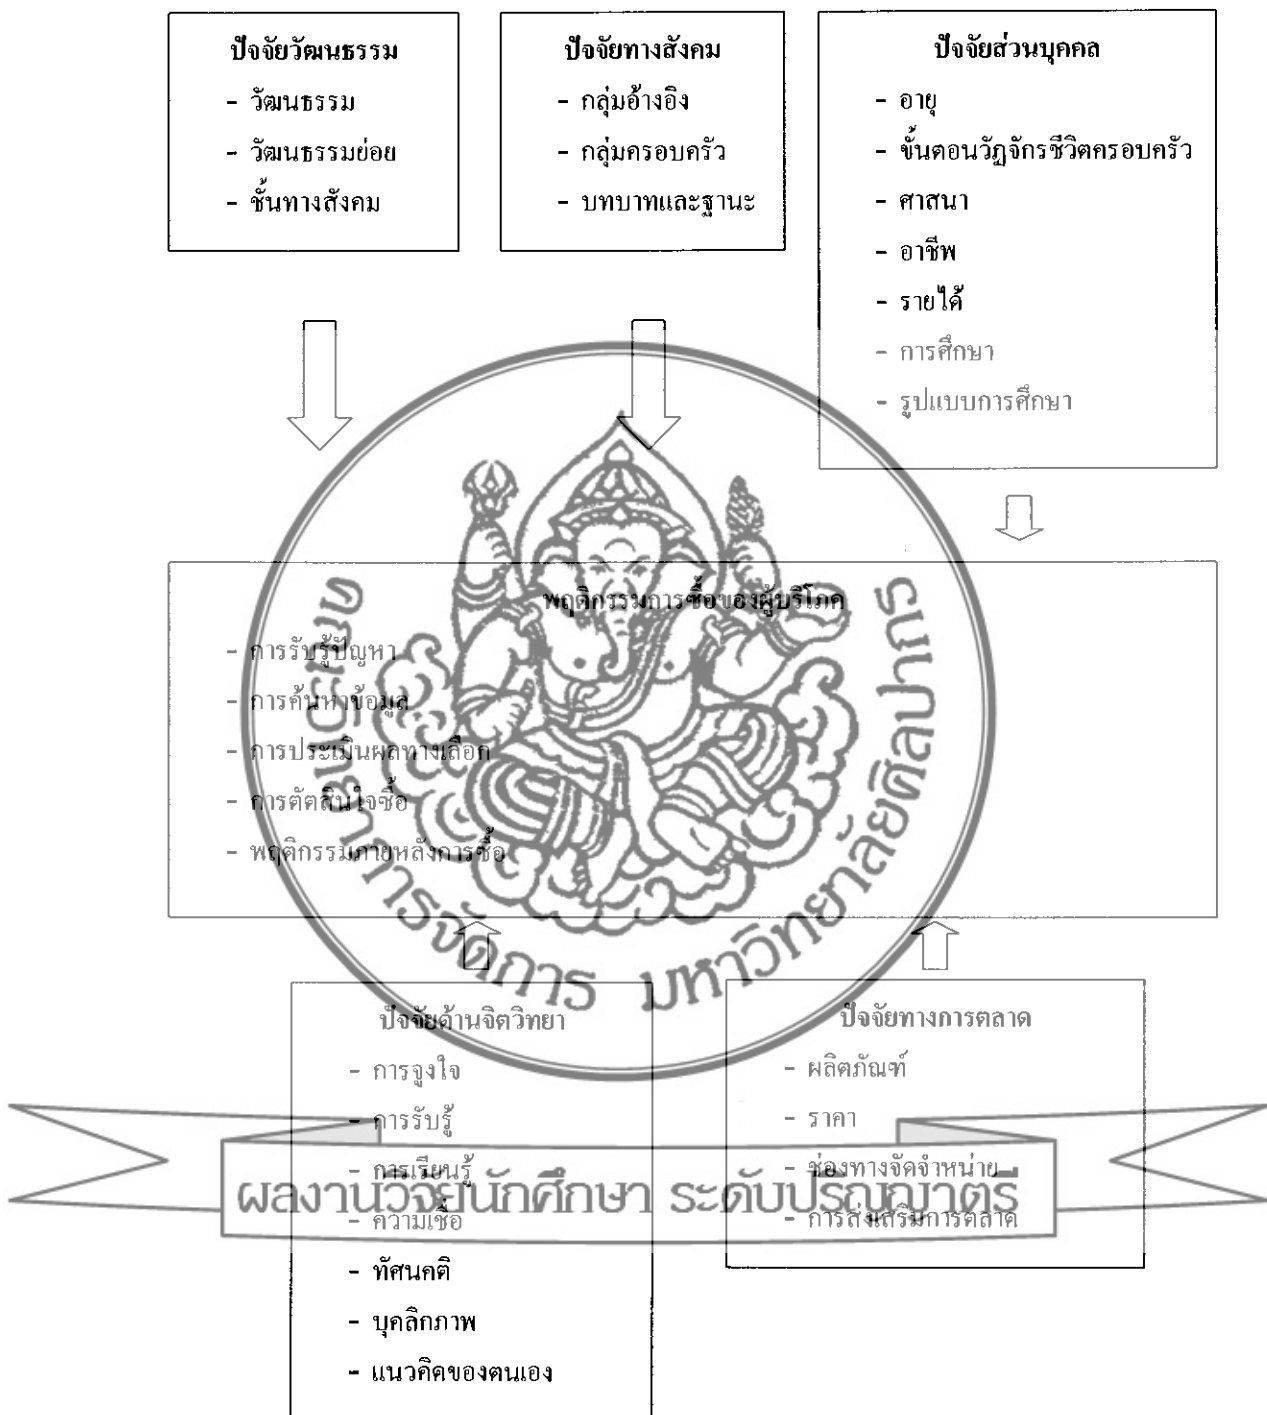 ปัจจัยวัฒนธรรม
- วัฒนธรรม
- วัฒนธรรมย่อย
- ชั้นทางสังคม
ปัจจัยทางสังคม
- กลุ่มอ้างอิง
- กลุ่มครอบครัว
- บทบาทและฐานะ
ปัจจัยส่วนบุคคล
- อายุ
- ขั้นตอนวัฏจักรชีวิตครอบครัว
- ศาสนา
- อาชีพ
- รายได้
- การศึกษา
- รูปแบบการศึกษา
พฤติกรรมการซื้อของผู้บริโภค
- การรับรู้ปัญหา
- การค้นหาข้อมูล
- การประเมินผลทางเลือก
- การตัดสินใจซื้อ
- พฤติกรรมภายหลังการซื้อ
ปัจจัยด้านจิตวิทยา
- การจูงใจ
- การรับรู้
- การเรียนรู้
- ความเชื่อ
- ทัศนคติ
- บุคลิกภาพ
- แนวคิดของตนเอง
ปัจจัยทางการตลาด
- ผลิตภัณฑ์
- ราคา
- ช่องทางจัดจำหน่าย
- การส่งเสริมการตลาด
คณะวิทยาการจัดการ มหาวิทยาลัยศิลปากร
ผลงานวิจัยนักศึกษา ระดับปริญญาตรี